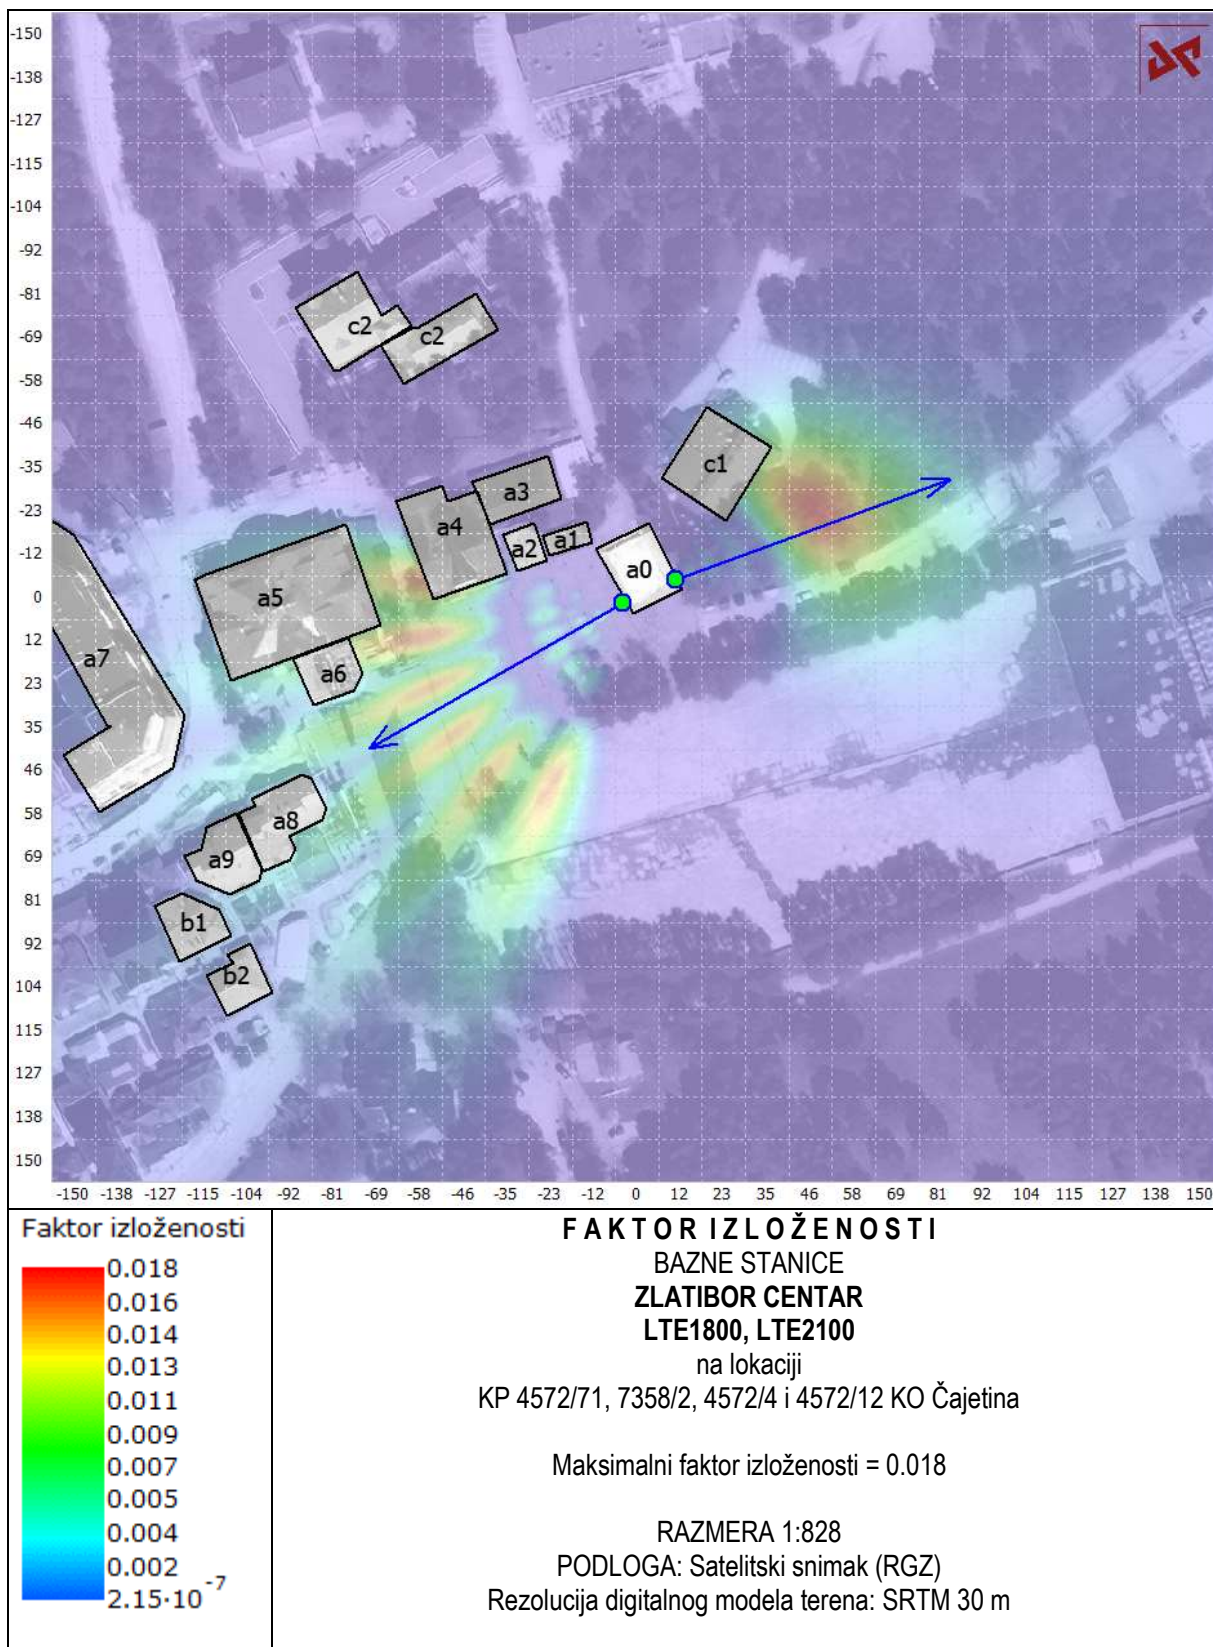 -150
-138
-127
-115
-104
-92
-81
-69
-58
-46
-35
-23
-12
0
12
23
35
46
58
69
81
92
104
115
127
138
150
c2
c2
c1
a3
a4
a2
a1
a0
a5
a6
a7
a8
a9
b1
b2
-150 -138 -127 -115 -104 -92 -81 -69 -58 -46 -35 -23 -12 0 12 23 35 46 58 69 81 92 104 115 127 138 150
Faktor izloženosti
0.018
0.016
0.014
0.013
0.011
0.009
0.007
0.005
0.004
0.002
2.15·10⁻⁷
FAKTOR IZLOŽENOSTI
BAZNE STANICE
ZLATIBOR CENTAR
LTE1800, LTE2100
na lokaciji
KP 4572/71, 7358/2, 4572/4 i 4572/12 KO Čajetina
Maksimalni faktor izloženosti = 0.018
RAZMERA 1:828
PODLOGA: Satelitski snimak (RGZ)
Rezolucija digitalnog modela terena: SRTM 30 m